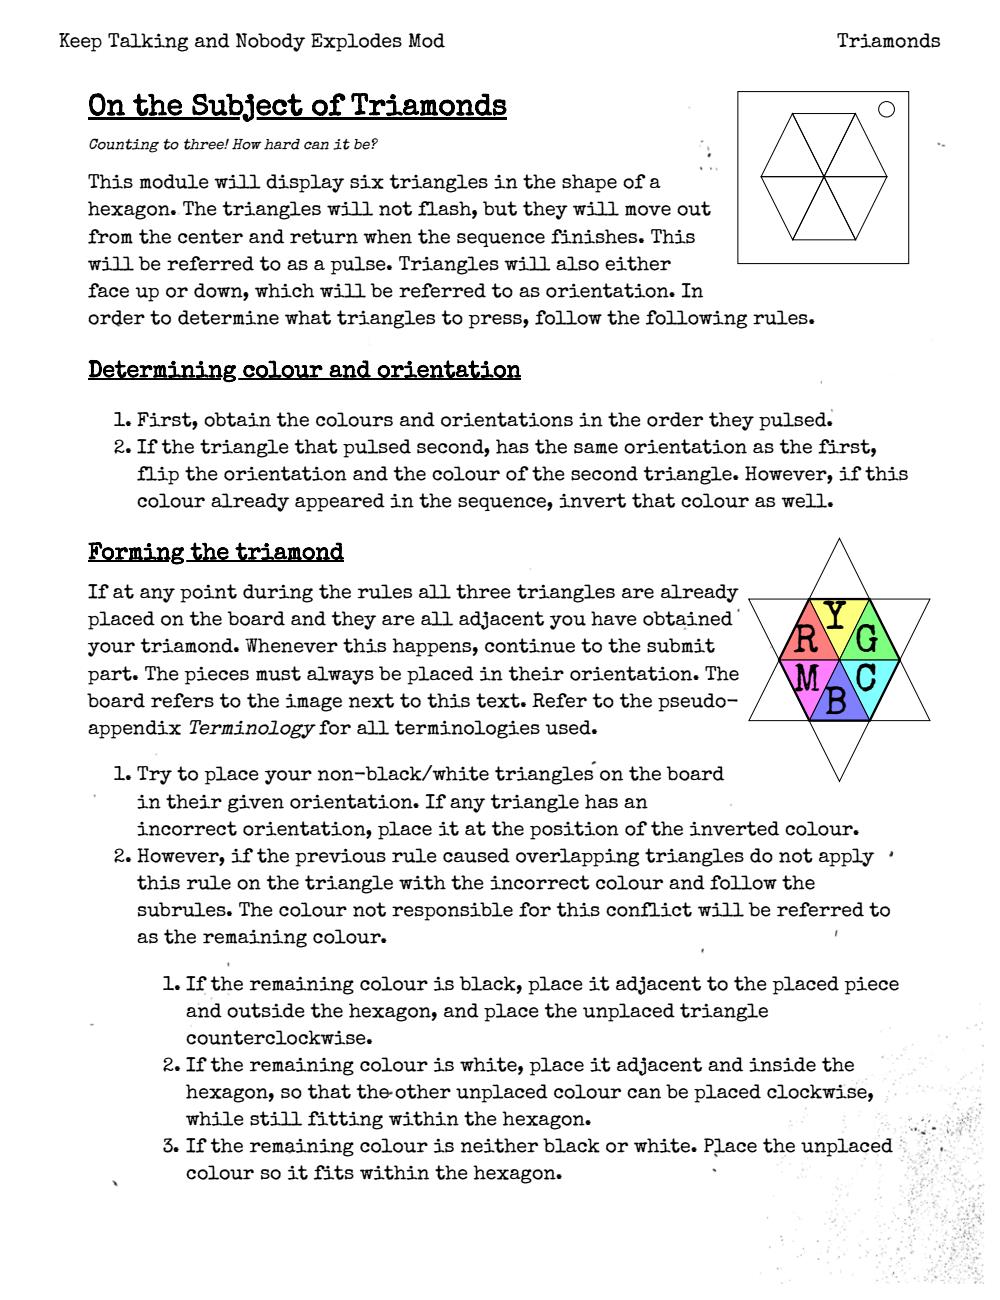 Keep Talking and Nobody Explodes Mod
Triamonds
On the Subject of Triamonds
Counting to three! How hard can it be?
This module will display six triangles in the shape of a
hexagon. The triangles will not flash, but they will move out
from the center and return when the sequence finishes. This
will be referred to as a pulse. Triangles will also either
face up or down, which will be referred to as orientation. In
order to determine what triangles to press, follow the following rules.
Determining colour and orientation
1. First, obtain the colours and orientations in the order they pulsed.
2. If the triangle that pulsed second, has the same orientation as the first,
flip the orientation and the colour of the second triangle. However, if this
colour already appeared in the sequence, invert that colour as well.
Forming the triamond
If at any point during the rules all three triangles are already
placed on the board and they are all adjacent you have obtained
your triamond. Whenever this happens, continue to the submit
part. The pieces must always be placed in their orientation. The
board refers to the image next to this text. Refer to the pseudo-
appendix Terminology for all terminologies used.
Y
R G
M C
B
1. Try to place your non-black/white triangles on the board
in their given orientation. If any triangle has an
incorrect orientation, place it at the position of the inverted colour.
2. However, if the previous rule caused overlapping triangles do not apply
this rule on the triangle with the incorrect colour and follow the
subrules. The colour not responsible for this conflict will be referred to
as the remaining colour.
1. If the remaining colour is black, place it adjacent to the placed piece
and outside the hexagon, and place the unplaced triangle
counterclockwise.
2. If the remaining colour is white, place it adjacent and inside the
hexagon, so that the other unplaced colour can be placed clockwise,
while still fitting within the hexagon.
3. If the remaining colour is neither black or white. Place the unplaced
colour so it fits within the hexagon.